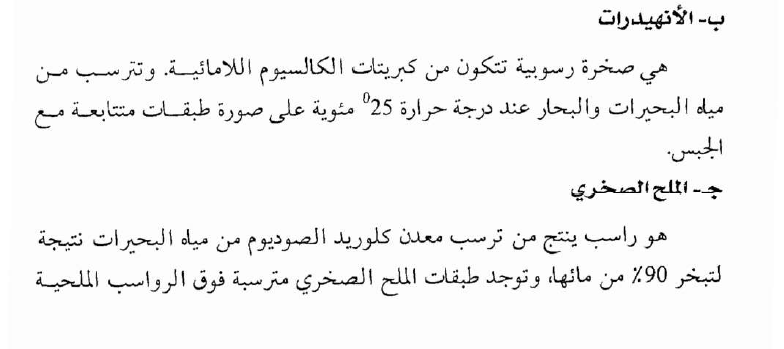 ب- الأنهيدرات
هي صخرة رسوبية تتكون من كبريتات الكالسيوم اللامائية. وتترسب من
مياه البحيرات والبحار عند درجة حرارة 25⁰ مئوية على صورة طبقات متتابعة مع
الجبس.
جـ- الملح الصخري
هو راسب ينتج من ترسب معدن كلوريد الصوديوم من مياه البحيرات نتيجة
لتبخر 90٪ من مائها، وتوجد طبقات الملح الصخري مترسبة فوق الرواسب الملحية